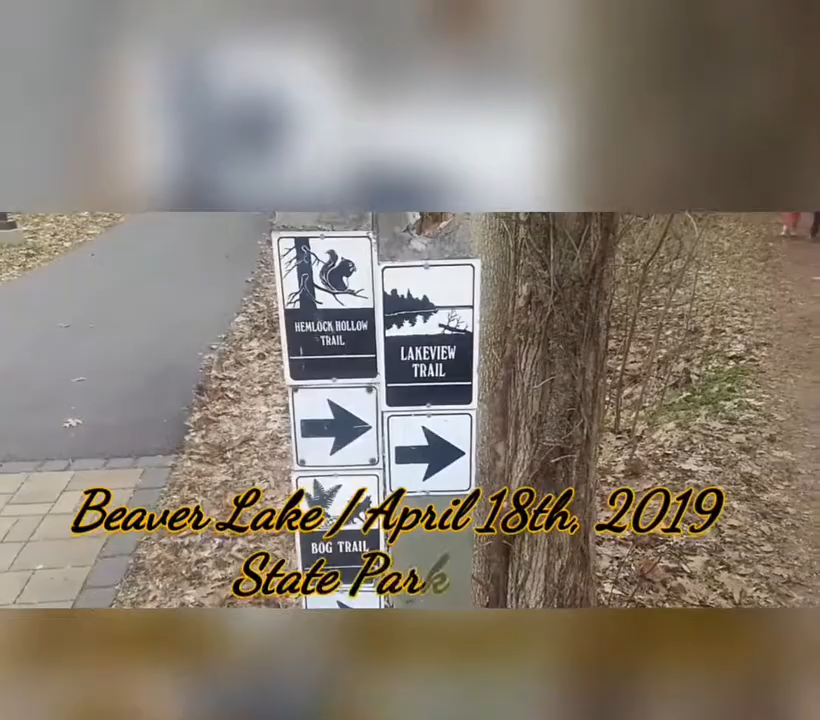 HEMLOCK HOLLOW
TRAIL
LAKEVIEW
TRAIL
BOG TRAIL
Beaver Lake / April 18th, 2019
State Park